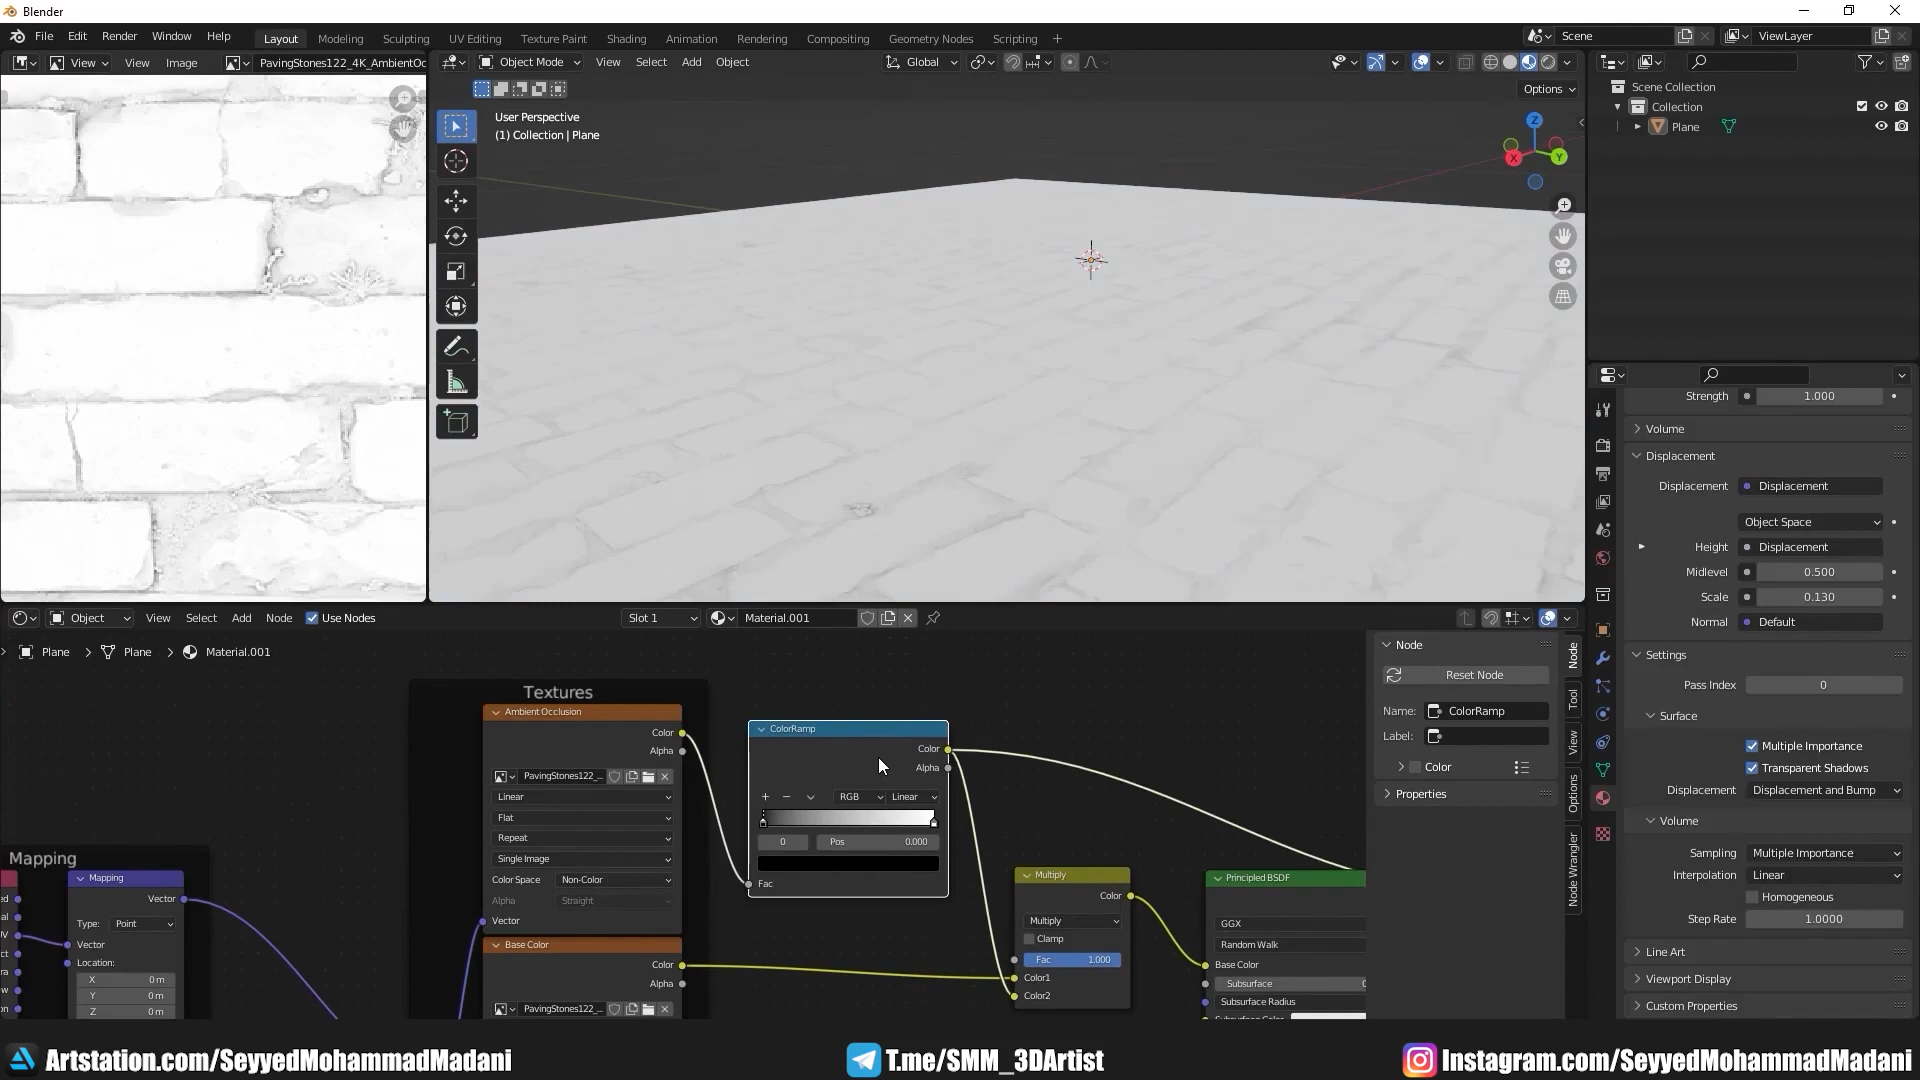 Blender
File Edit Render Window Help Layout Modeling Sculpting UV Editing Texture Paint Shading Animation Rendering Compositing Geometry Nodes Scripting + Scene ViewLayer
View View Image PavingStones122_4K_AmbientOc
Object Mode View Select Add Object Global
Options
User Perspective
(1) Collection | Plane
Z
X
Y
Scene Collection
Collection
Plane
Strength 1.000
Volume
Displacement
Displacement Displacement
Object Space
Height Displacement
Midlevel 0.500
Scale 0.130
Normal Default
Settings
Pass Index 0
Surface
Multiple Importance
Transparent Shadows
Displacement Displacement and Bump
Volume
Sampling Multiple Importance
Interpolation Linear
Homogeneous
Step Rate 1.0000
Line Art
Viewport Display
Custom Properties
Object View Select Add Node Use Nodes Slot 1 Material.001
Plane Plane Material.001
Textures
Ambient Occlusion
Color
Alpha
PavingStones122_...
Linear
Flat
Repeat
Single Image
Color Space Non-Color
Alpha Straight
Vector
Base Color
Color
Alpha
PavingStones122_...
Mapping
Mapping
Vector
Type: Point
Vector
Location:
X 0 m
Y 0 m
Z 0 m
ColorRamp
Color
Alpha
+ − RGB Linear
0 Pos 0.000
Fac
Multiply
Color
Multiply
Clamp
Fac 1.000
Color1
Color2
Principled BSDF
GGX
Random Walk
Base Color
Subsurface
Subsurface Radius
Node
Reset Node
Name: ColorRamp
Label:
Color
Properties
Node
Tool
View
Options
Node Wrangler
Artstation.com/SeyyedMohammadMadani
T.me/SMM_3DArtist
Instagram.com/SeyyedMohammadMadani